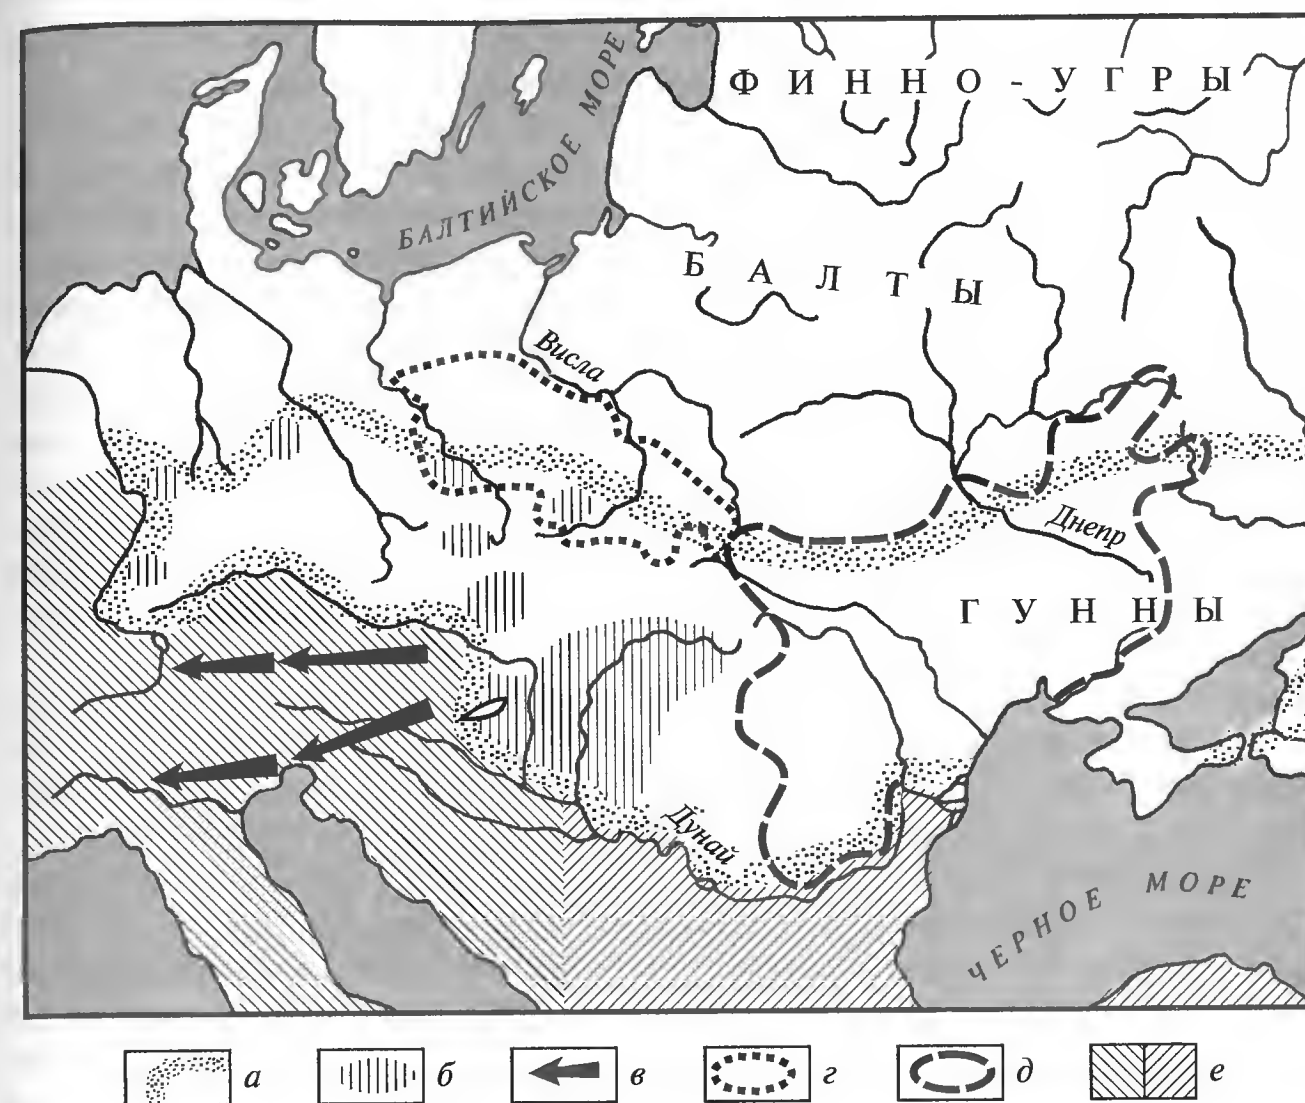 ФИННО-УГРЫ
БАЛТИЙСКОЕ МОРЕ
БАЛТЫ
Висла
Днепр
ГУННЫ
Дунай
ЧЕРНОЕ МОРЕ
а б в г д е